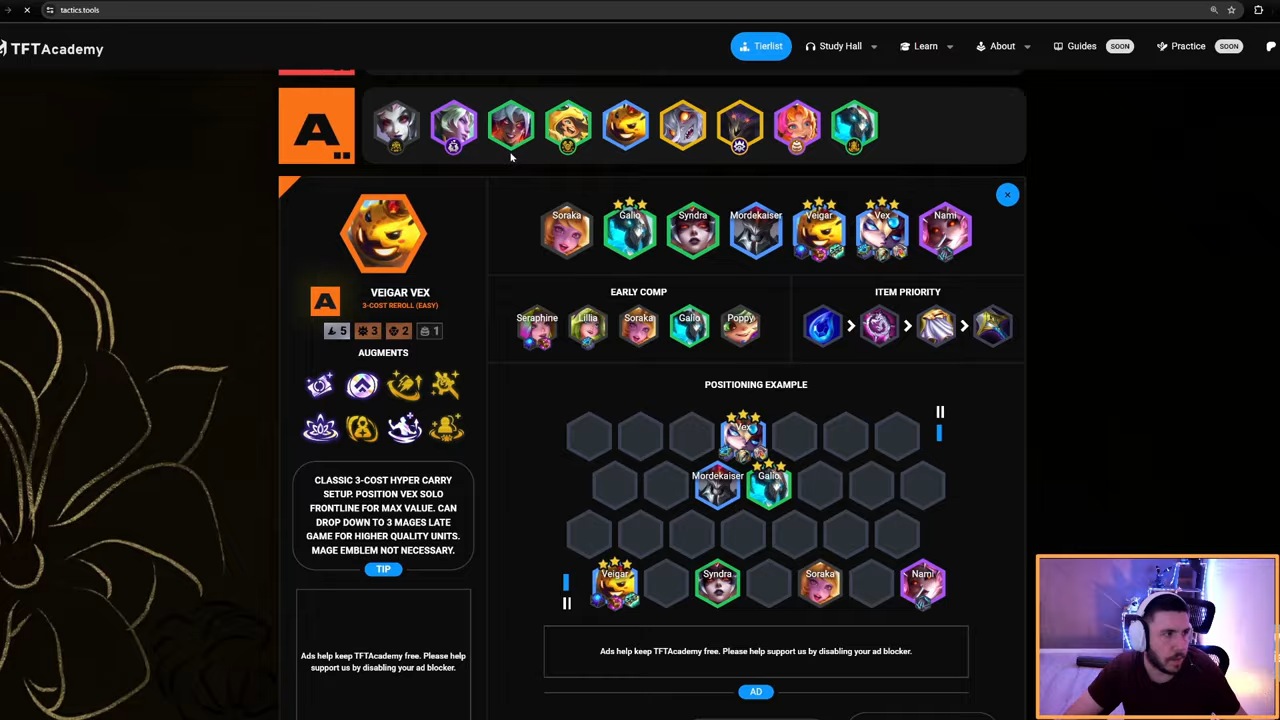 tactics.tools
TFTAcademy
Tierlist
Study Hall
Learn
About
Guides
SOON
Practice
SOON
A
VEIGAR VEX
A
3-COST REROLL (EASY)
5
3
2
1
AUGMENTS
CLASSIC 3-COST HYPER CARRY
SETUP. POSITION VEX SOLO
FRONTLINE FOR MAX VALUE. CAN
DROP DOWN TO 3 MAGES LATE
GAME FOR HIGHER QUALITY UNITS.
MAGE EMBLEM NOT NECESSARY.
TIP
Ads help keep TFTAcademy free. Please help
support us by disabling your ad blocker.
Soraka
Galio
Syndra
Mordekaiser
Veigar
Vex
Nami
EARLY COMP
Seraphine
Lillia
Soraka
Galio
Poppy
ITEM PRIORITY
POSITIONING EXAMPLE
Vex
Mordekaiser
Galio
Veigar
Syndra
Soraka
Nami
Ads help keep TFTAcademy free. Please help support us by disabling your ad blocker.
AD